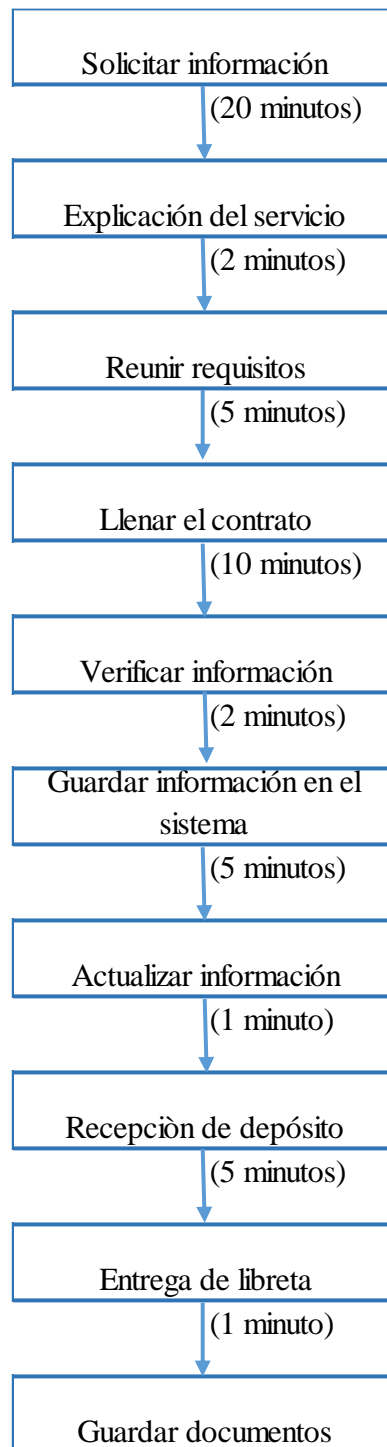 Solicitar información
(20 minutos)
Explicación del servicio
(2 minutos)
Reunir requisitos
(5 minutos)
Llenar el contrato
(10 minutos)
Verificar información
(2 minutos)
Guardar información en el
sistema
(5 minutos)
Actualizar información
(1 minuto)
Recepciòn de depósito
(5 minutos)
Entrega de libreta
(1 minuto)
Guardar documentos